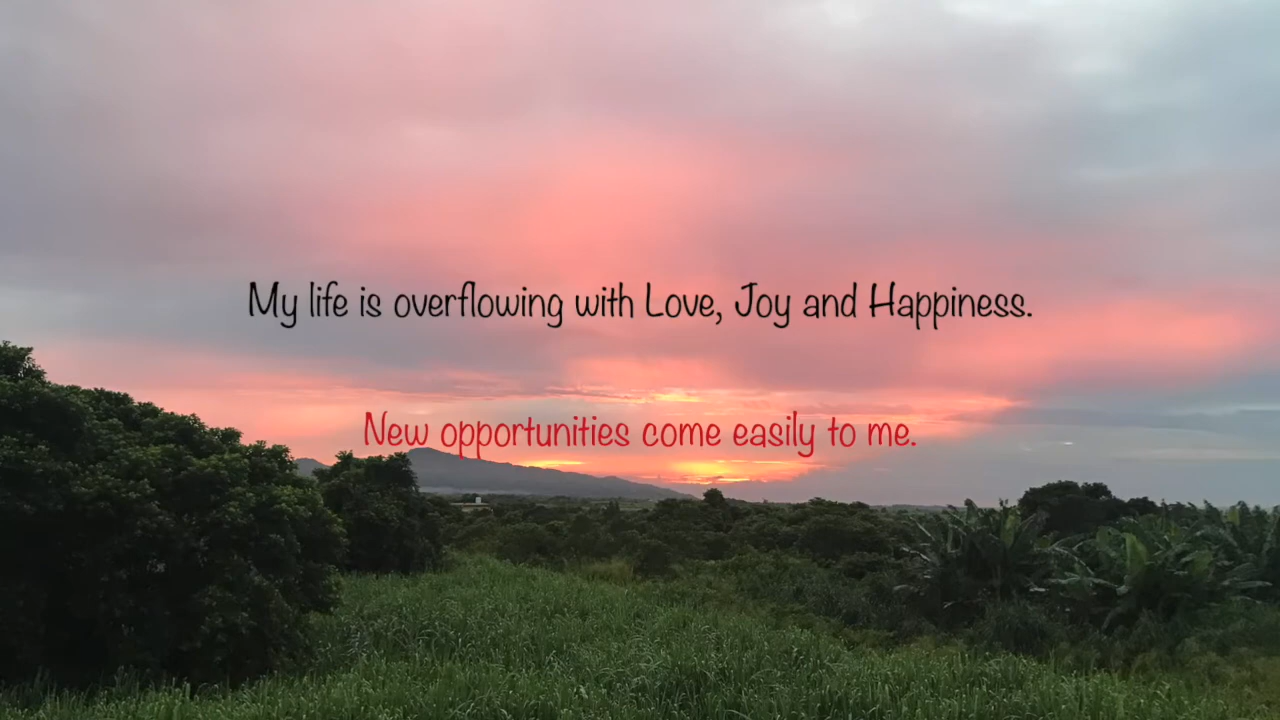 My life is overflowing with Love, Joy and Happiness.
New opportunities come easily to me.